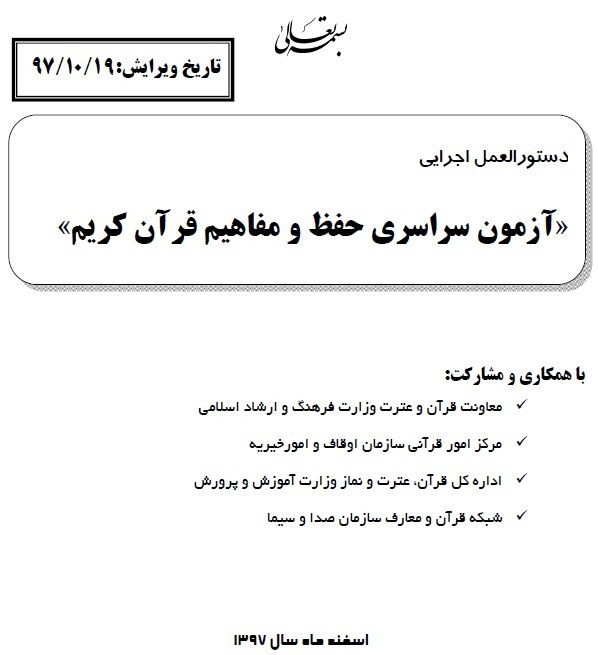 بسمه تعالی
تاریخ ویرایش: ۹۷/۱۰/۱۹
دستورالعمل اجرایی
«آزمون سراسری حفظ و مفاهیم قرآن کریم»
با همکاری و مشارکت:
✓ معاونت قرآن و عترت وزارت فرهنگ و ارشاد اسلامی
✓ مرکز امور قرآنی سازمان اوقاف و امورخیریه
✓ اداره کل قرآن، عترت و نماز وزارت آموزش و پرورش
✓ شبکه قرآن و معارف سازمان صدا و سیما
اسفند ماه سال ۱۳۹۷